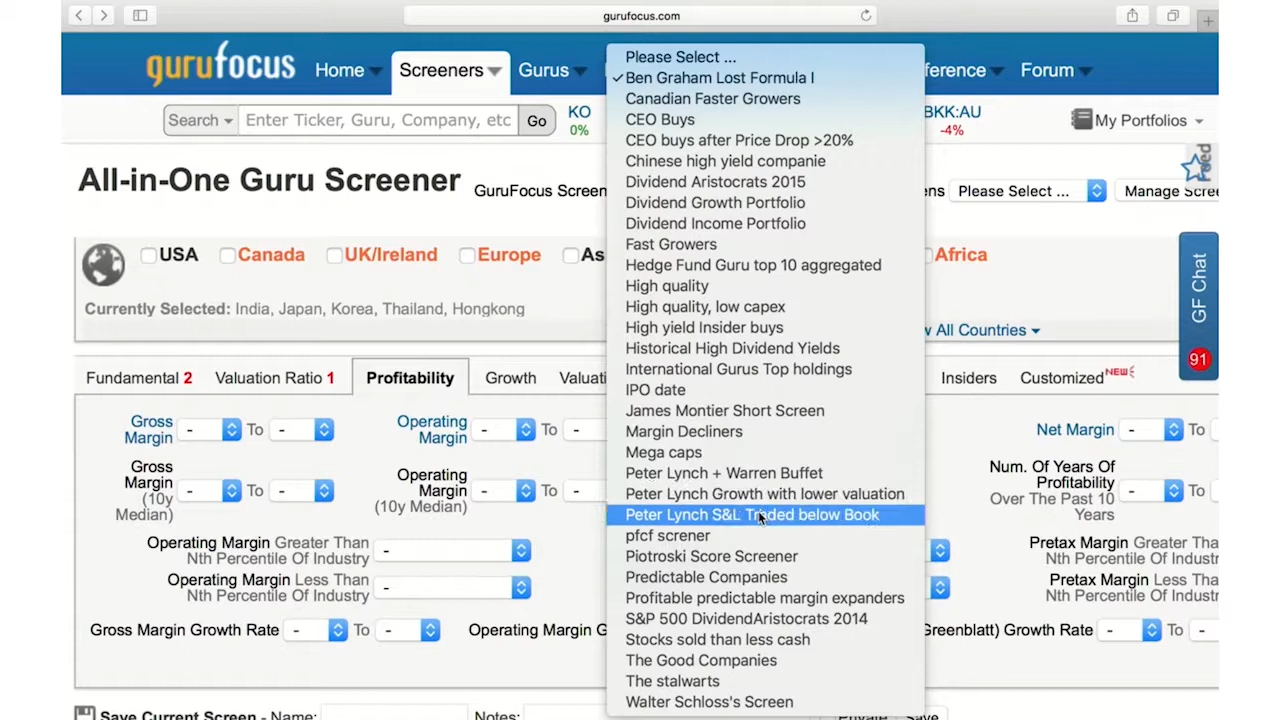 gurufocus.com
gurufocus
Home
Screeners
Gurus
ference
Forum
Search
Enter Ticker, Guru, Company, etc
Go
KO
0%
BKK:AU
-4%
My Portfolios
All-in-One Guru Screener
GuruFocus Screen
ens
Please Select ...
Manage Scree
USA
Canada
UK/Ireland
Europe
As
Africa
Currently Selected: India, Japan, Korea, Thailand, Hongkong
w All Countries
GF Chat
91
Fundamental 2
Valuation Ratio 1
Profitability
Growth
Valuati
Insiders
Customized NEW
Please Select ...
✓Ben Graham Lost Formula I
Canadian Faster Growers
CEO Buys
CEO buys after Price Drop >20%
Chinese high yield companie
Dividend Aristocrats 2015
Dividend Growth Portfolio
Dividend Income Portfolio
Fast Growers
Hedge Fund Guru top 10 aggregated
High quality
High quality, low capex
High yield Insider buys
Historical High Dividend Yields
International Gurus Top holdings
IPO date
James Montier Short Screen
Margin Decliners
Mega caps
Peter Lynch + Warren Buffet
Peter Lynch Growth with lower valuation
Peter Lynch S&L Traded below Book
pfcf screner
Piotroski Score Screener
Predictable Companies
Profitable predictable margin expanders
S&P 500 DividendAristocrats 2014
Stocks sold than less cash
The Good Companies
The stalwarts
Walter Schloss's Screen
Gross
Margin
- To -
Operating
Margin
- To -
Net Margin - To
Gross
Margin
(10y
Median)
- To -
Operating
Margin
(10y Median)
- To -
Num. Of Years Of
Profitability
Over The Past 10
Years
- To
Operating Margin Greater Than
Nth Percentile Of Industry
-
Pretax Margin Greater
Nth Percentile Of Industr
Operating Margin Less Than
Nth Percentile Of Industry
-
Pretax Margin Less Tha
Nth Percentile Of Industr
Gross Margin Growth Rate - To -
Operating Margin G
Greenblatt) Growth Rate - To -
Save Current Screen - Name:
Notes:
Private
Save